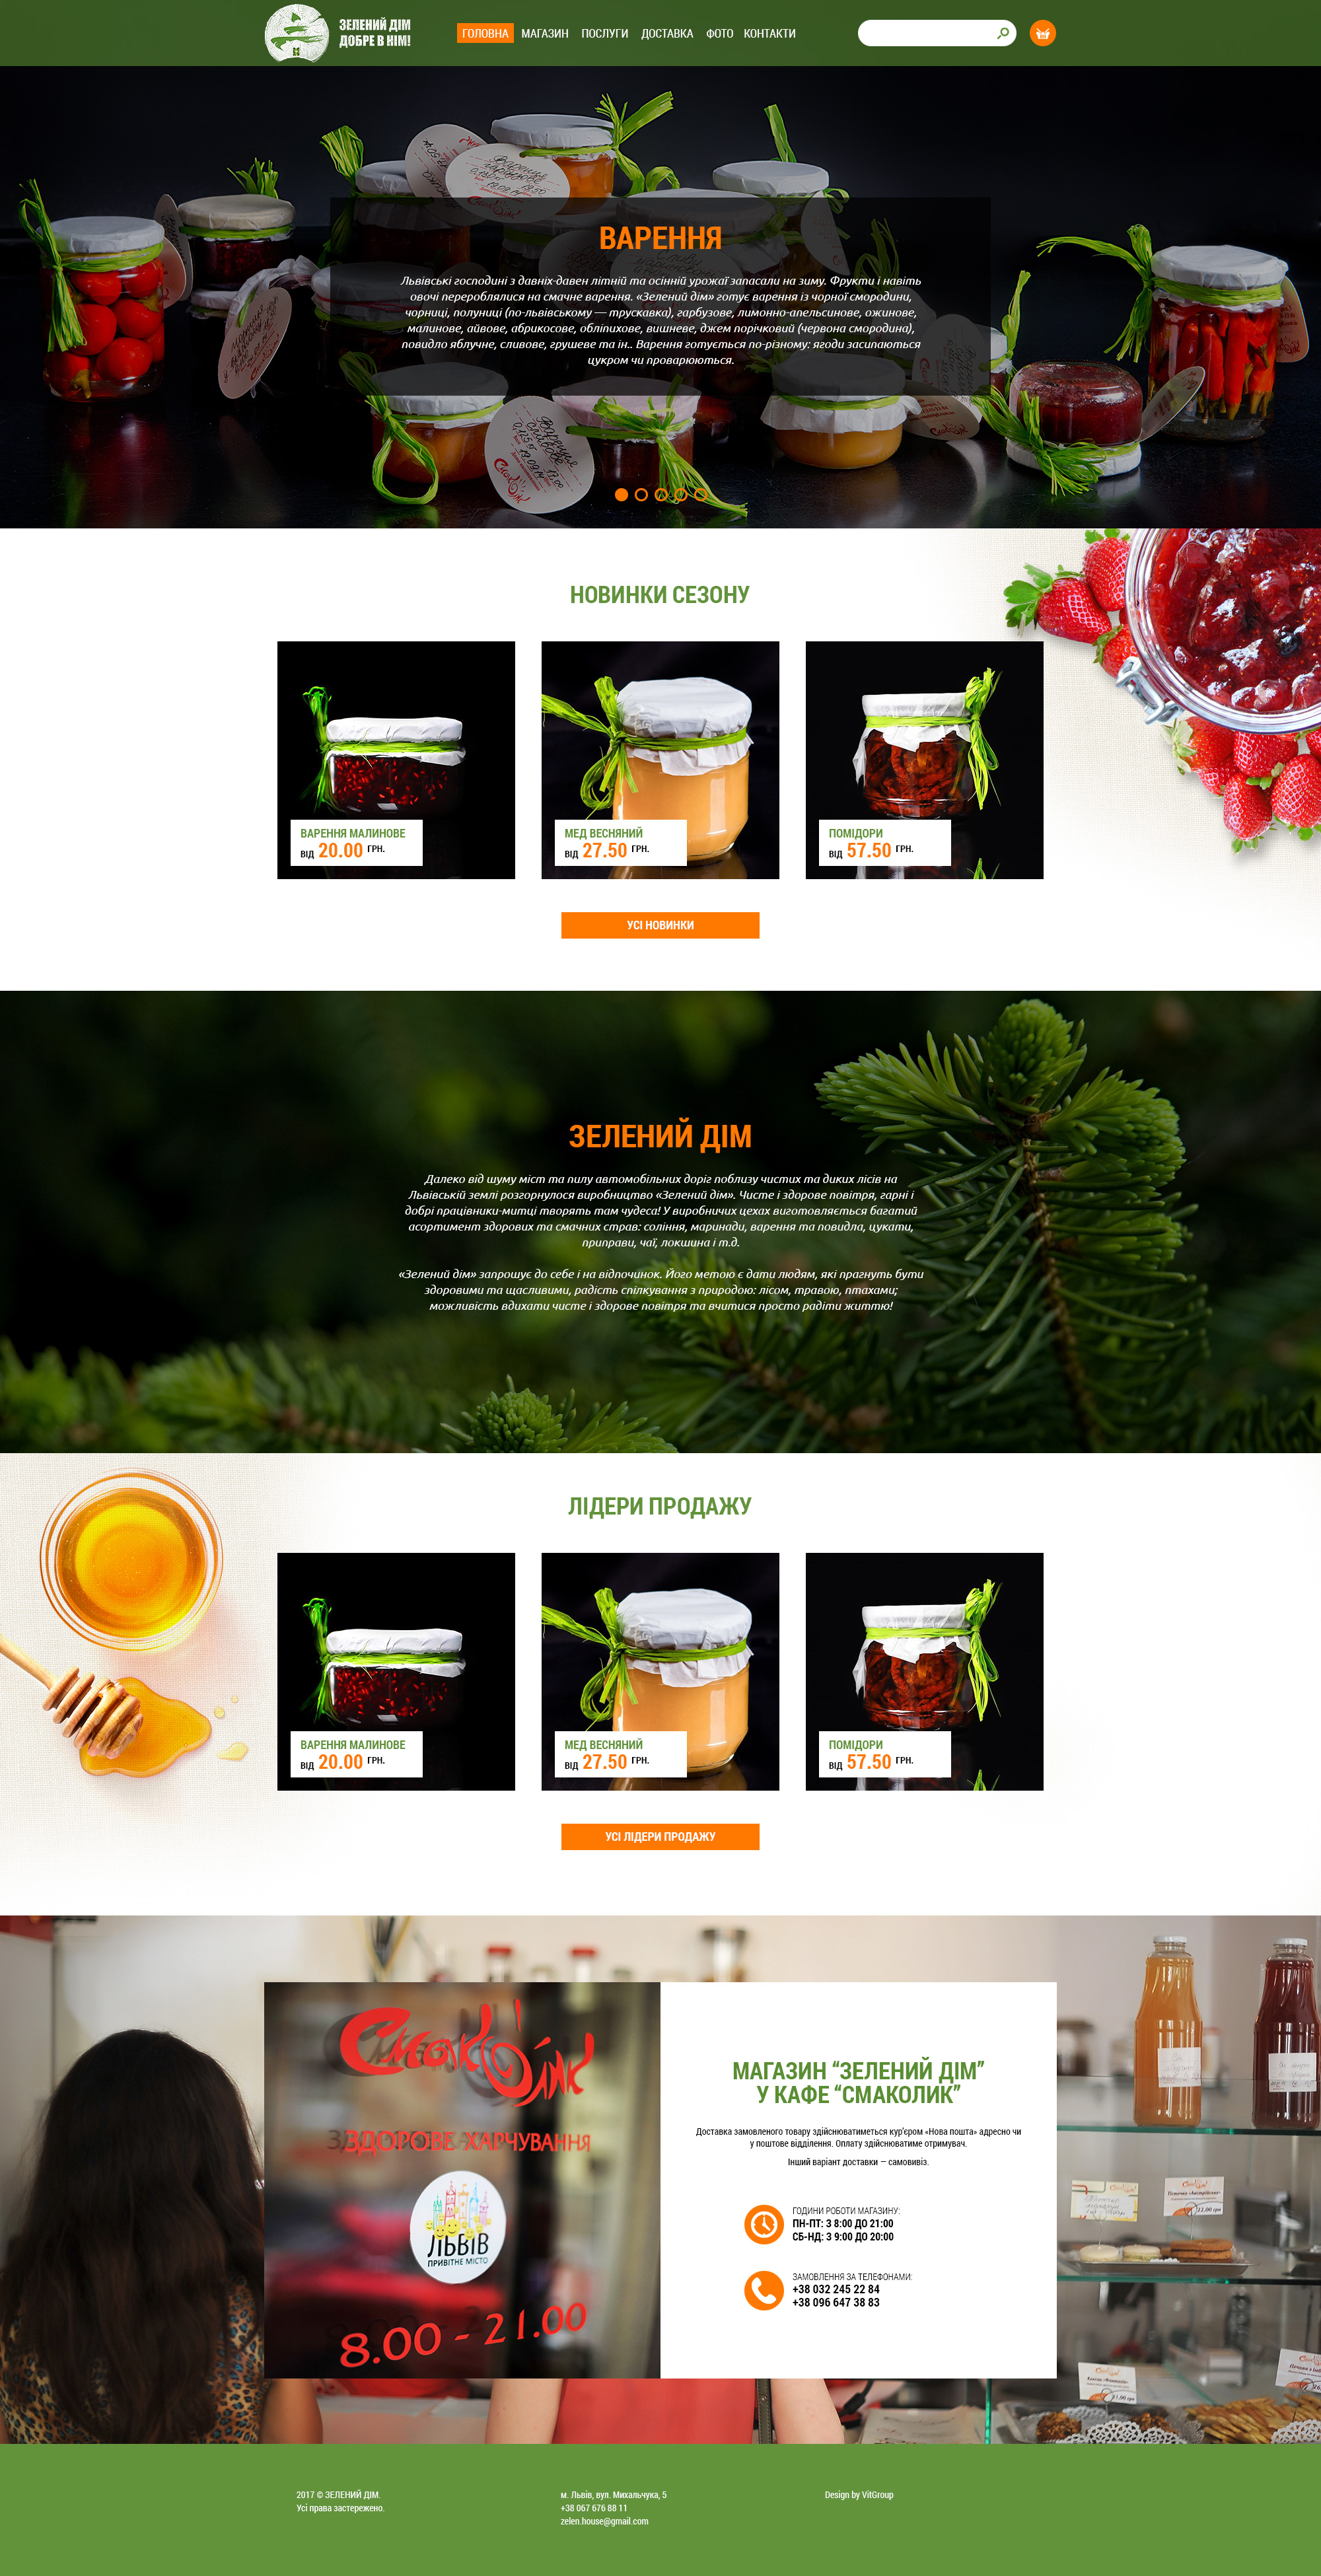 ЗЕЛЕНИЙ ДІМ
ДОБРЕ В НІМ!
ГОЛОВНА МАГАЗИН ПОСЛУГИ ДОСТАВКА ФОТО КОНТАКТИ
ВАРЕННЯ
Львівські господині з давніх-давен літній та осінній урожаї запасали на зиму. Фрукти і навіть
овочі перероблялися на смачне варення. «Зелений дім» готує варення із чорної смородини,
чорниці, полуниці (по-львівському — трускавка), гарбузове, лимонно-апельсинове, ожинове,
малинове, айвове, абрикосове, обліпихове, вишневе, джем порічковий (червона смородина),
повидло яблучне, сливове, грушеве та ін.. Варення готується по-різному: ягоди засипаються
цукром чи проварюються.
НОВИНКИ СЕЗОНУ
ВАРЕННЯ МАЛИНОВЕ
ВІД 20.00 ГРН.
МЕД ВЕСНЯНИЙ
ВІД 27.50 ГРН.
ПОМІДОРИ
ВІД 57.50 ГРН.
УСІ НОВИНКИ
ЗЕЛЕНИЙ ДІМ
Далеко від шуму міст та пилу автомобільних доріг поблизу чистих та диких лісів на
Львівській землі розгорнулося виробництво «Зелений дім». Чисте і здорове повітря, гарні і
добрі працівники-митці творять там чудеса! У виробничих цехах виготовляється багатий
асортимент здорових та смачних страв: соління, маринади, варення та повидла, цукати,
приправи, чаї, локшина і т.д.
«Зелений дім» запрошує до себе і на відпочинок. Його метою є дати людям, які прагнуть бути
здоровими та щасливими, радість спілкування з природою: лісом, травою, птахами;
можливість вдихати чисте і здорове повітря та вчитися просто радіти життю!
ЛІДЕРИ ПРОДАЖУ
ВАРЕННЯ МАЛИНОВЕ
ВІД 20.00 ГРН.
МЕД ВЕСНЯНИЙ
ВІД 27.50 ГРН.
ПОМІДОРИ
ВІД 57.50 ГРН.
УСІ ЛІДЕРИ ПРОДАЖУ
Смаколик
ЗДОРОВЕ ХАРЧУВАННЯ
ЛЬВІВ
ПРИВІТНЕ МІСТО
8.00 - 21.00
МАГАЗИН “ЗЕЛЕНИЙ ДІМ”
У КАФЕ “СМАКОЛИК”
Доставка замовленого товару здійснюватиметься кур’єром «Нова пошта» адресно чи
у поштове відділення. Оплату здійснюватиме отримувач.
Інший варіант доставки — самовивіз.
ГОДИНИ РОБОТИ МАГАЗИНУ:
ПН-ПТ: З 8:00 ДО 21:00
СБ-НД: З 9:00 ДО 20:00
ЗАМОВЛЕННЯ ЗА ТЕЛЕФОНАМИ:
+38 032 245 22 84
+38 096 647 38 83
2017 © ЗЕЛЕНИЙ ДІМ.
Усі права застережено.
м. Львів, вул. Михальчука, 5
+38 067 676 88 11
zelen.house@gmail.com
Design by VitGroup